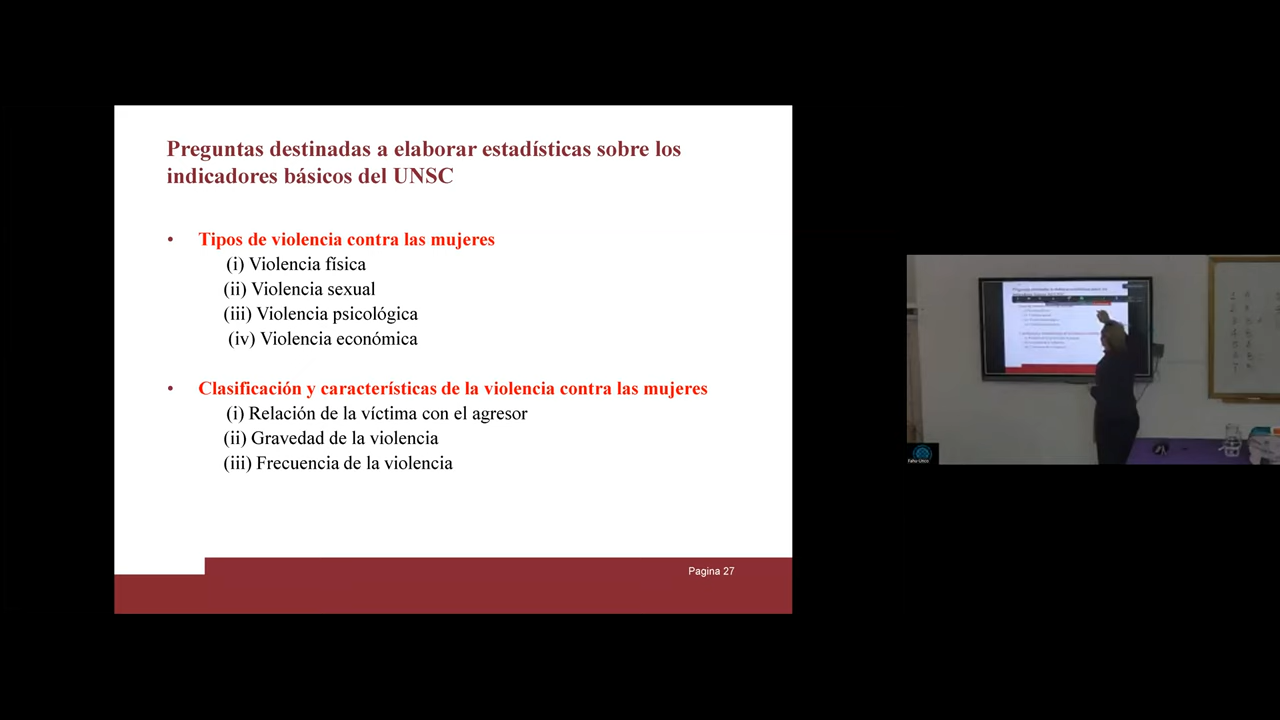 Preguntas destinadas a elaborar estadísticas sobre los
indicadores básicos del UNSC
• Tipos de violencia contra las mujeres
(i) Violencia física
(ii) Violencia sexual
(iii) Violencia psicológica
(iv) Violencia económica
• Clasificación y características de la violencia contra las mujeres
(i) Relación de la víctima con el agresor
(ii) Gravedad de la violencia
(iii) Frecuencia de la violencia
Pagina 27